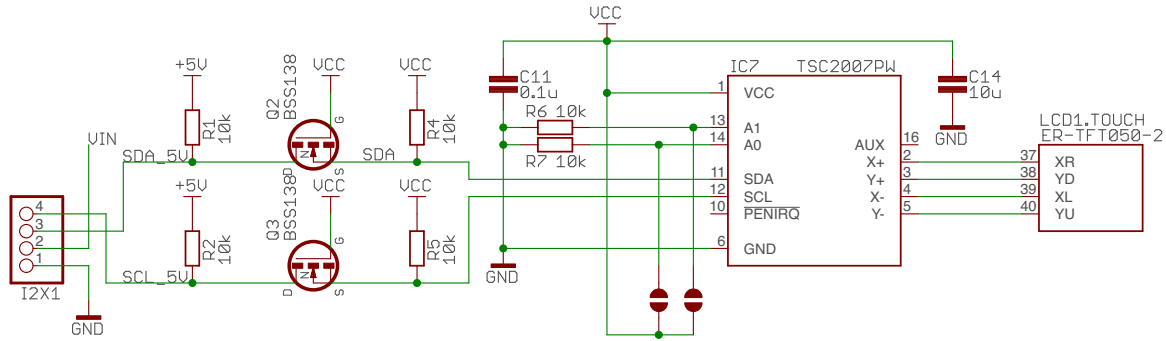 VCC
+5V
R1
10k
Q2
BSS138
VCC
G
N
D
S
VCC
R4
10k
VIN
SDA_5V
SDA
+5V
R2
10k
Q3
BSS138
VCC
G
N
D
S
VCC
R5
10k
4
3
2
1
I2X1
SCL_5V
GND
C11
0.1u
R6 10k
R7 10k
GND
IC7
TSC2007PW
1 VCC
13 A1
14 A0
11 SDA
12 SCL
10 PENIRQ
6 GND
AUX 16
X+ 2
Y+ 3
X- 4
Y- 5
C14
10u
GND
LCD1.TOUCH
ER-TFT050-2
37 XR
38 YD
39 XL
40 YU